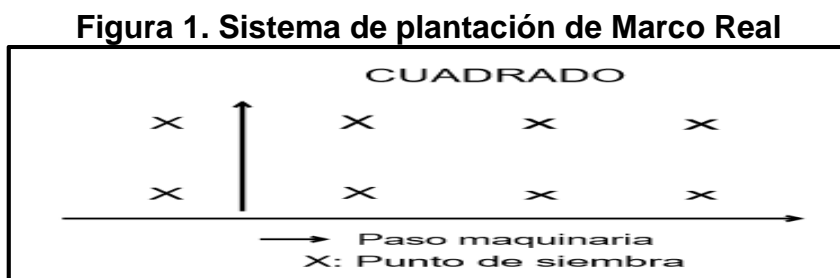 Figura 1. Sistema de plantación de Marco Real
CUADRADO
X X X X
X X X X
Paso maquinaria
X: Punto de siembra